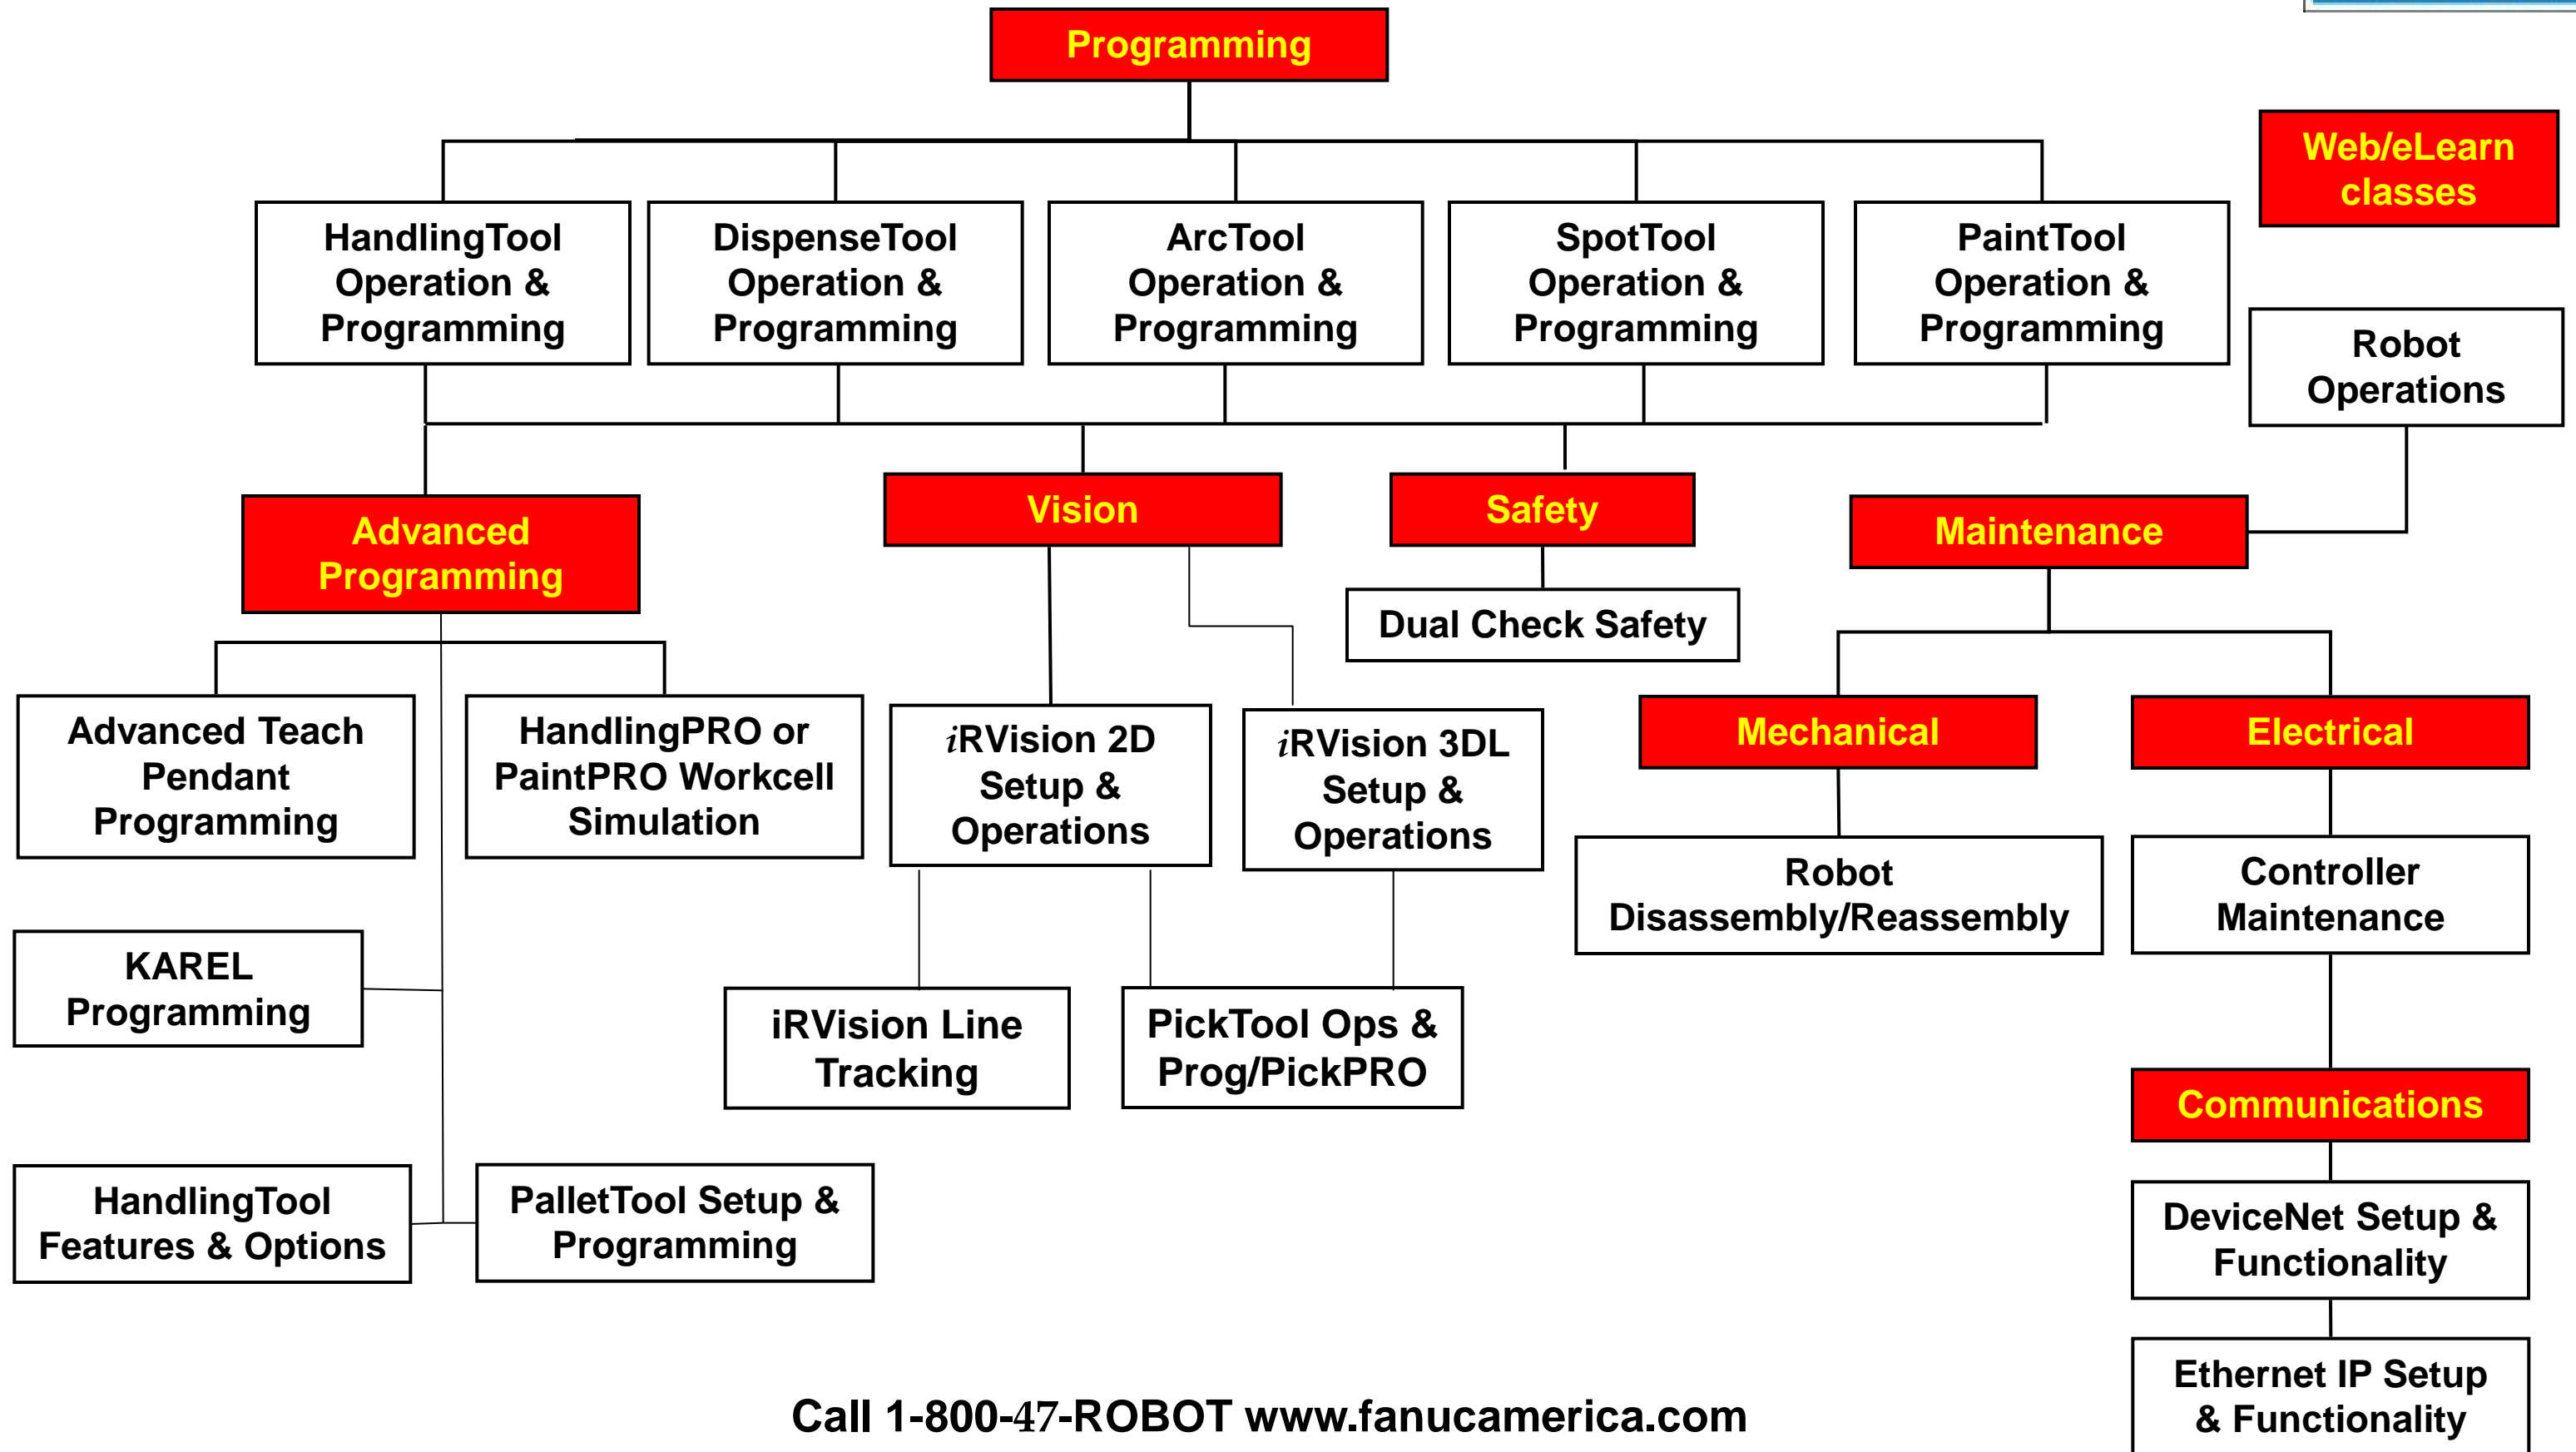 Programming
Web/eLearn
classes
HandlingTool
Operation &
Programming
DispenseTool
Operation &
Programming
ArcTool
Operation &
Programming
SpotTool
Operation &
Programming
PaintTool
Operation &
Programming
Robot
Operations
Advanced
Programming
Vision
Safety
Maintenance
Dual Check Safety
Advanced Teach
Pendant
Programming
HandlingPRO or
PaintPRO Workcell
Simulation
iRVision 2D
Setup &
Operations
iRVision 3DL
Setup &
Operations
Mechanical
Electrical
Robot
Disassembly/Reassembly
Controller
Maintenance
KAREL
Programming
iRVision Line
Tracking
PickTool Ops &
Prog/PickPRO
Communications
HandlingTool
Features & Options
PalletTool Setup &
Programming
DeviceNet Setup &
Functionality
Ethernet IP Setup
& Functionality
Call 1-800-47-ROBOT www.fanucamerica.com